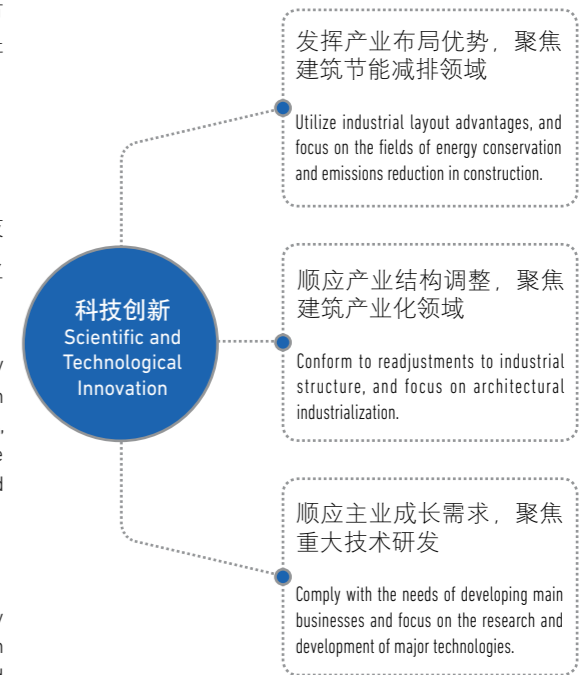 发挥产业布局优势，聚焦
建筑节能减排领域
Utilize industrial layout advantages, and
focus on the fields of energy conservation
and emissions reduction in construction.
科技创新
Scientific and
Technological
Innovation
顺应产业结构调整，聚焦
建筑产业化领域
Conform to readjustments to industrial
structure, and focus on architectural
industrialization.
顺应主业成长需求，聚焦
重大技术研发
Comply with the needs of developing main
businesses and focus on the research and
development of major technologies.